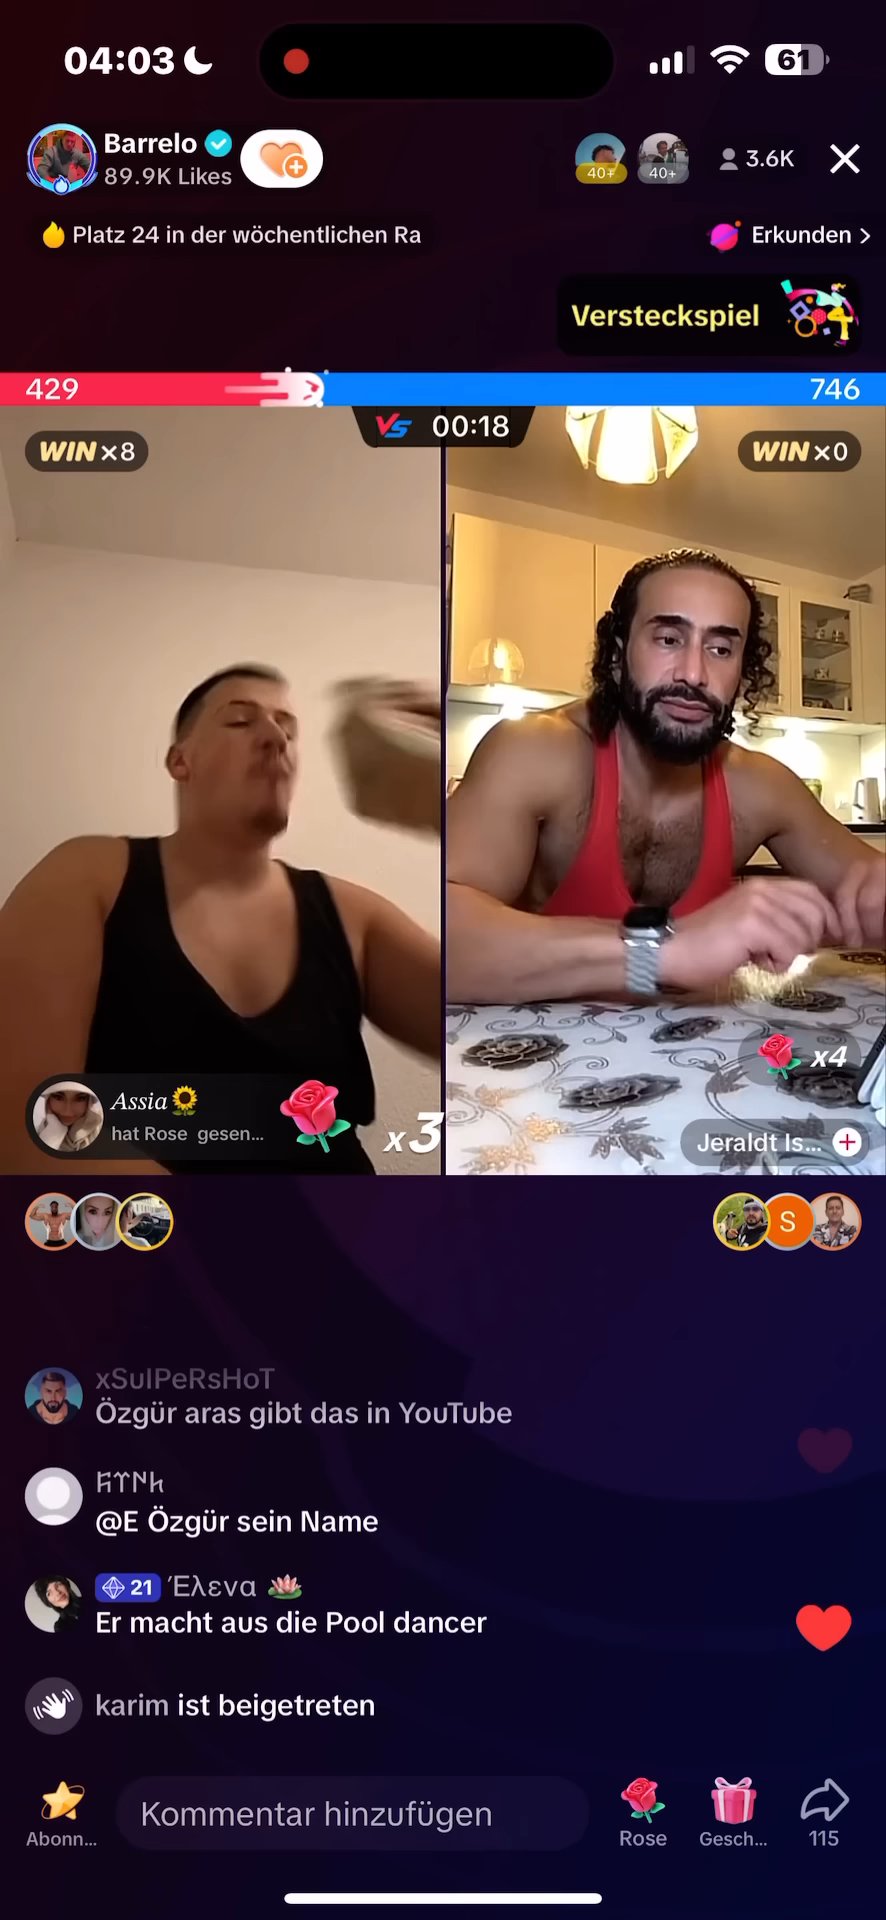 04:03
61
Barrelo
89.9K Likes
40+
40+
3.6K
Platz 24 in der wöchentlichen Ra
Erkunden >
Versteckspiel
429
746
VS 00:18
WIN x8
WIN x0
Assia🌻
hat Rose gesen...
x3
x4
Jeraldt Is...
S
xSuIPeRsHoT
Özgür aras gibt das in YouTube
@E Özgür sein Name
21 Έλενα 🪷
Er macht aus die Pool dancer
karim ist beigetreten
Kommentar hinzufügen
Abonn...
Rose
Gesch...
115